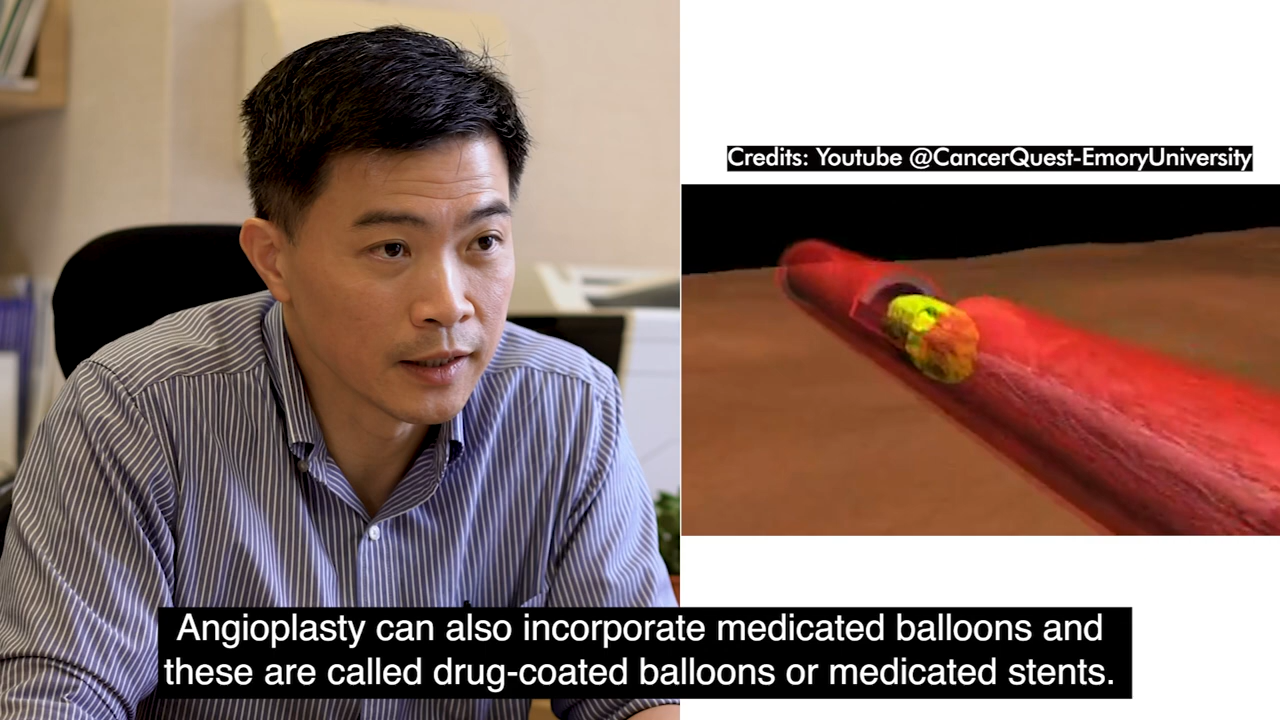 Credits: Youtube @CancerQuest-EmoryUniversity
Angioplasty can also incorporate medicated balloons and
these are called drug-coated balloons or medicated stents.